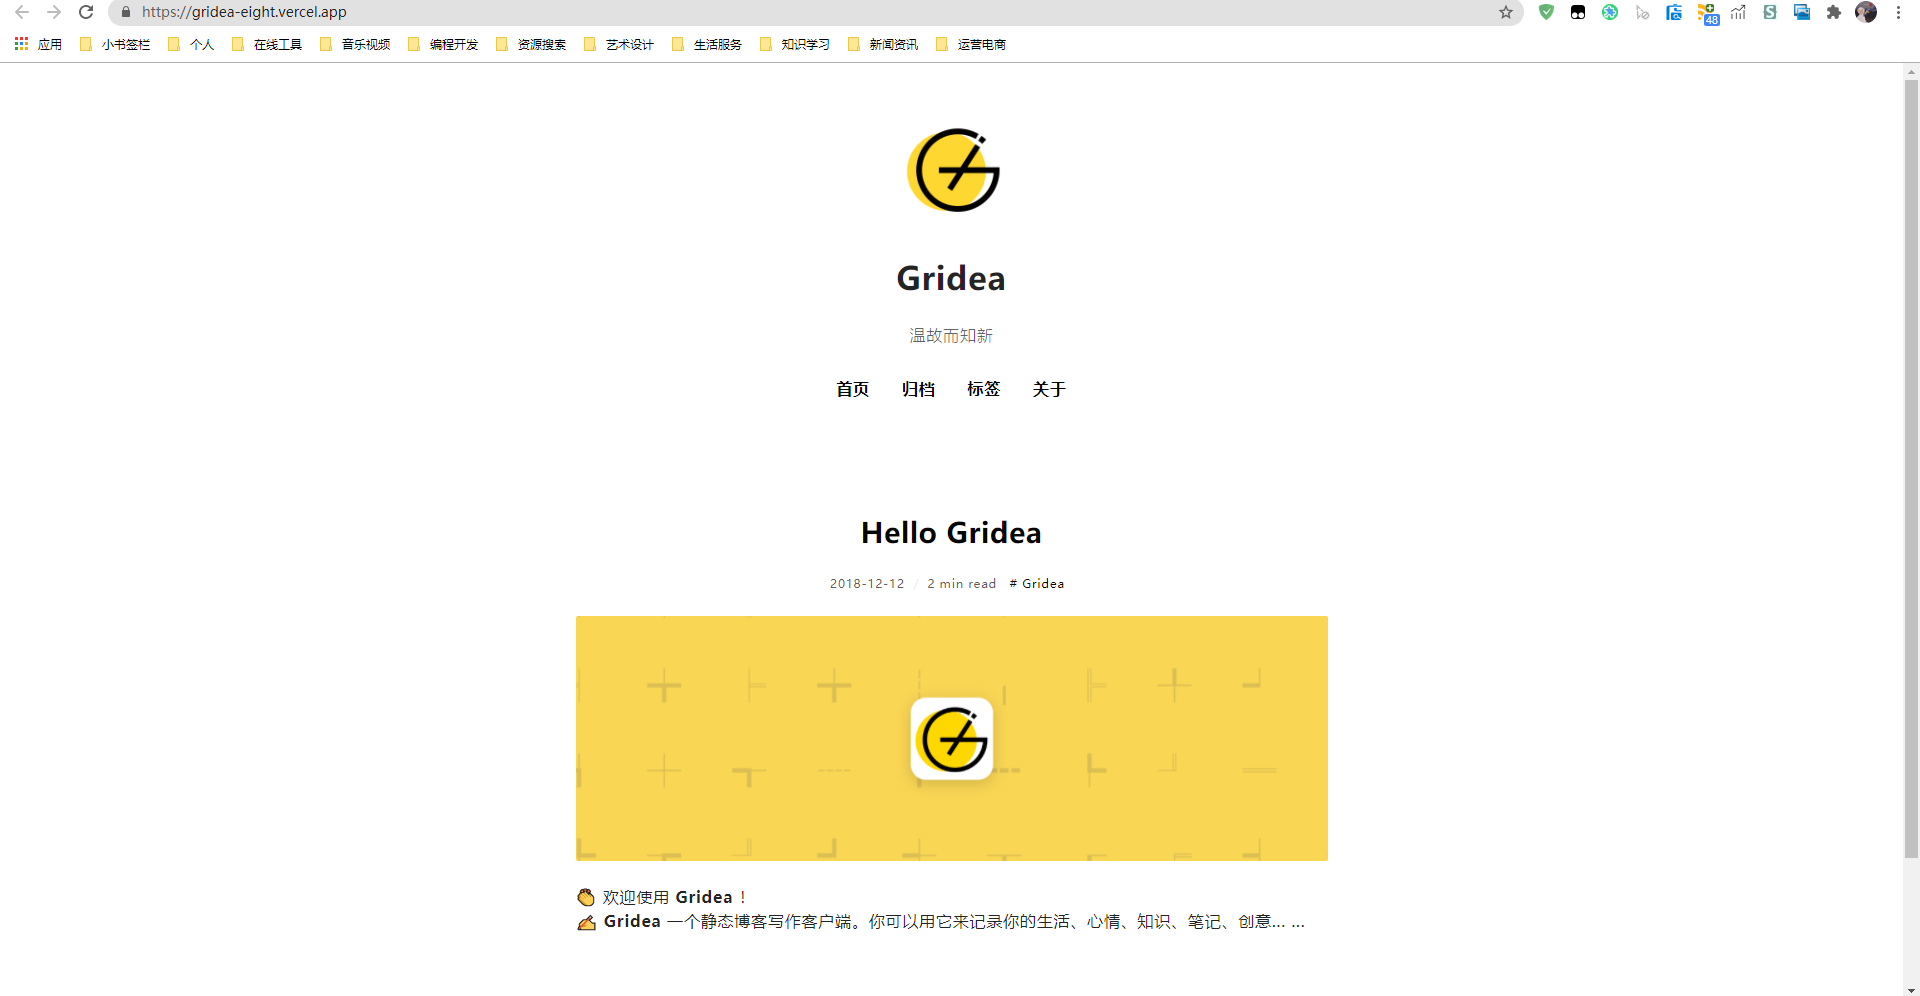 https://gridea-eight.vercel.app
48
应用 小书签栏 个人 在线工具 音乐视频 编程开发 资源搜索 艺术设计 生活服务 知识学习 新闻资讯 运营电商
Gridea
温故而知新
首页 归档 标签 关于
Hello Gridea
2018-12-12 / 2 min read # Gridea
👏 欢迎使用 Gridea !
✍️ Gridea 一个静态博客写作客户端。你可以用它来记录你的生活、心情、知识、笔记、创意... ...